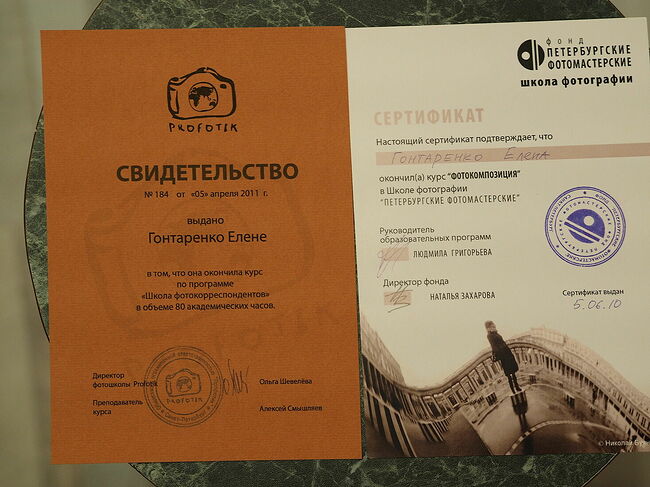 PROFOTIK
СВИДЕТЕЛЬСТВО
№ 184 от «05» апреля 2011 г.
выдано
Гонтаренко Елене
в том, что она окончила курс
по программе
«Школа фотокорреспондентов»
в объеме 80 академических часов.
Директор
фотошколы Profotik
Ольга Шевелёва
Преподаватель
курса
Алексей Смышляев
PROFOTIK
ФОНД
ПЕТЕРБУРГСКИЕ
ФОТОМАСТЕРСКИЕ
школа фотографии
СЕРТИФИКАТ
Настоящий сертификат подтверждает, что
Гонтаренко Елена
окончил(а) курс "ФОТОКОМПОЗИЦИЯ"
в Школе фотографии
"ПЕТЕРБУРГСКИЕ ФОТОМАСТЕРСКИЕ"
Руководитель
образовательных программ
ЛЮДМИЛА ГРИГОРЬЕВА
Директор фонда
НАТАЛЬЯ ЗАХАРОВА
Сертификат выдан
5.06.10
© Николай